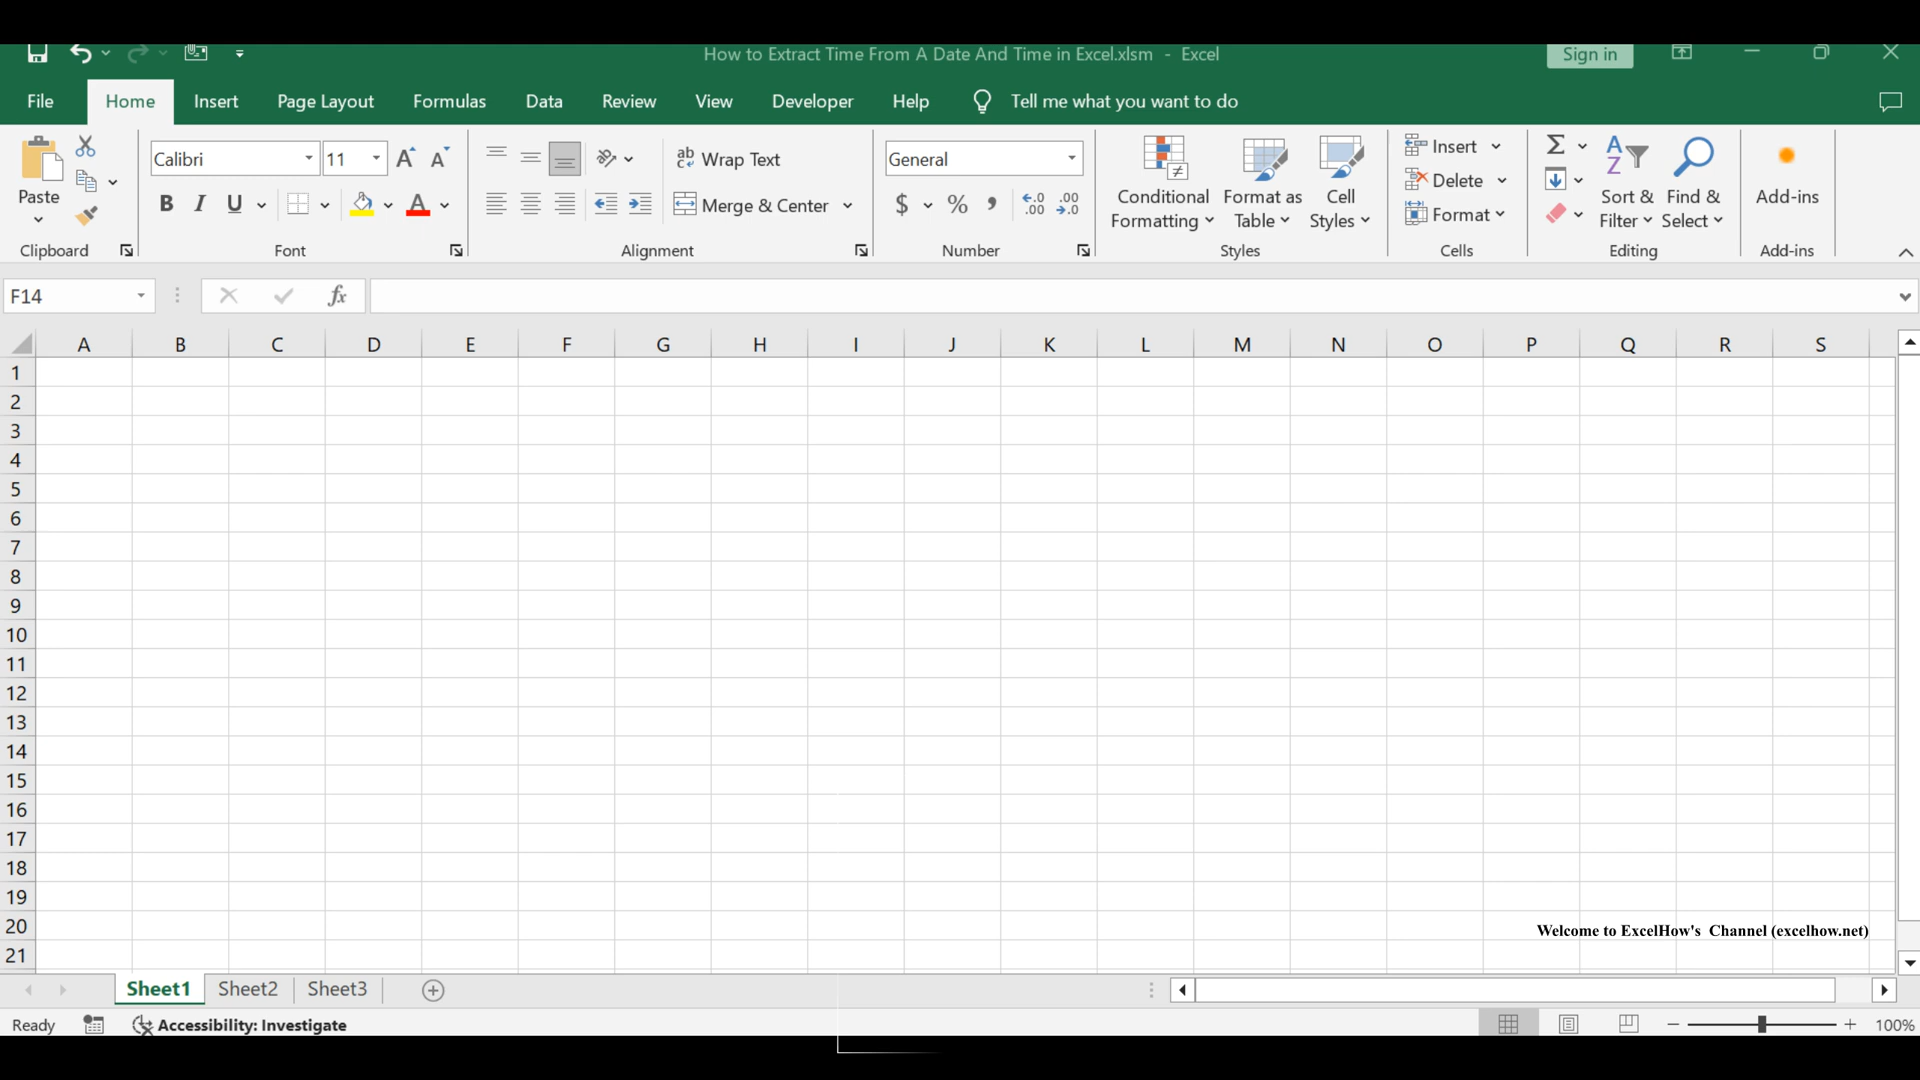 How to Extract Time From A Date And Time in Excel.xlsm - Excel
Sign in
File Home Insert Page Layout Formulas Data Review View Developer Help Tell me what you want to do
Paste
Clipboard
Calibri 11
B I U
Font
Wrap Text
Merge & Center
Alignment
General
$ % ,
Number
Conditional Formatting
Format as Table
Cell Styles
Styles
Insert
Delete
Format
Cells
Sort & Filter
Find & Select
Editing
Add-ins
Add-ins
F14 fx
A B C D E F G H I J K L M N O P Q R S
1
2
3
4
5
6
7
8
9
10
11
12
13
14
15
16
17
18
19
20
Welcome to ExcelHow's Channel (excelhow.net)
21
Sheet1 Sheet2 Sheet3
Ready Accessibility: Investigate 100%